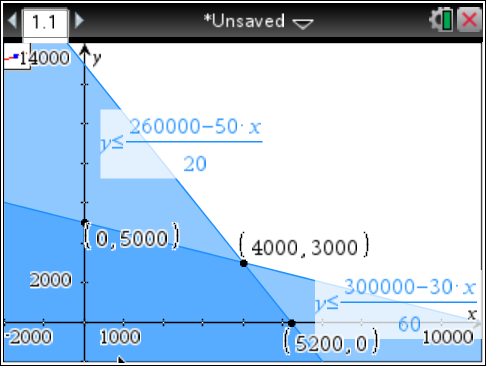 1.1 *Unsaved
14000 y
y≤ 260000−50· x
20
(0,5000)
(4000,3000)
2000
y≤ 300000−30· x
60
-2000 1000 10000 x
(5200,0)